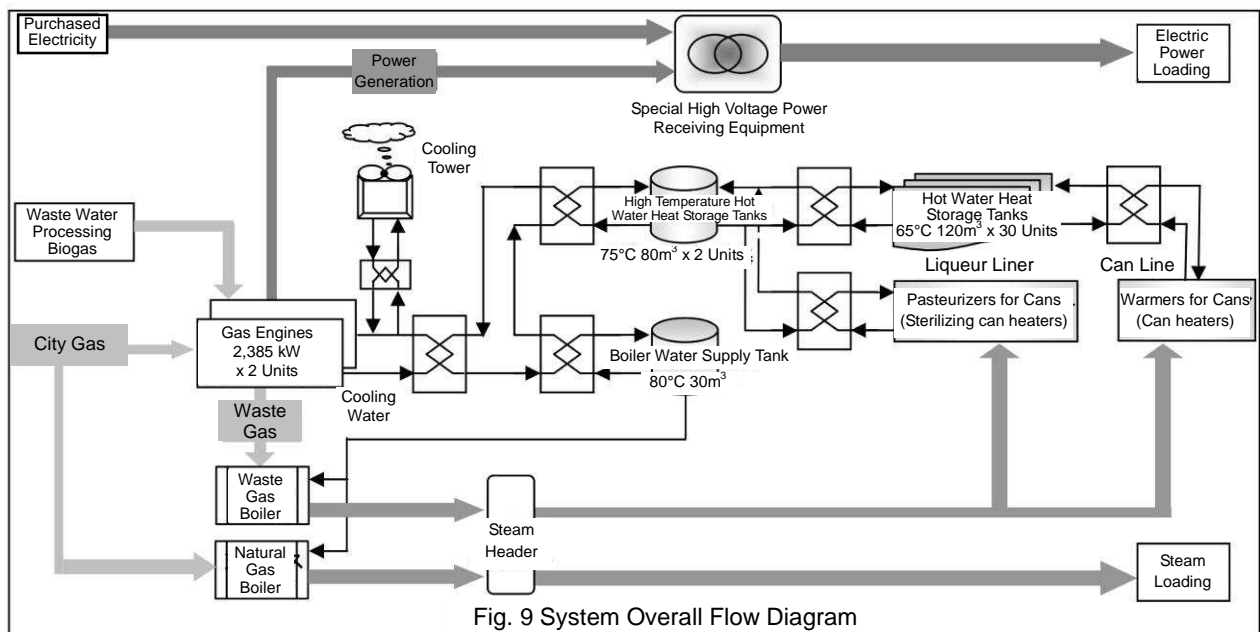 Purchased
Electricity
Power
Generation
Electric
Power
Loading
Special High Voltage Power
Receiving Equipment
Cooling
Tower
Waste Water
Processing
Biogas
High Temperature Hot
Water Heat Storage Tanks
75°C 80m³ x 2 Units
Hot Water Heat
Storage Tanks
65°C 120m³ x 30 Units
Liqueur Liner
Can Line
City Gas
Gas Engines
2,385 kW
x 2 Units
Pasteurizers for Cans
(Sterilizing can heaters)
Warmers for Cans
(Can heaters)
Boiler Water Supply Tank
80°C 30m³
Cooling
Water
Waste
Gas
Waste
Gas
Boiler
Steam
Header
Natural
Gas
Boiler
Steam
Loading
Fig. 9 System Overall Flow Diagram